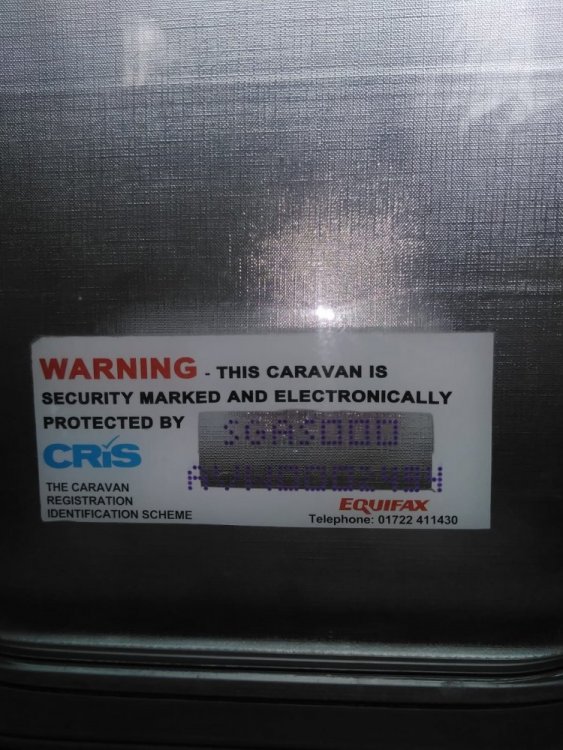 WARNING - THIS CARAVAN IS
SECURITY MARKED AND ELECTRONICALLY
PROTECTED BY
SGAS000
CRiS
THE CARAVAN
REGISTRATION
IDENTIFICATION SCHEME
EQUIFAX
Telephone: 01722 411430